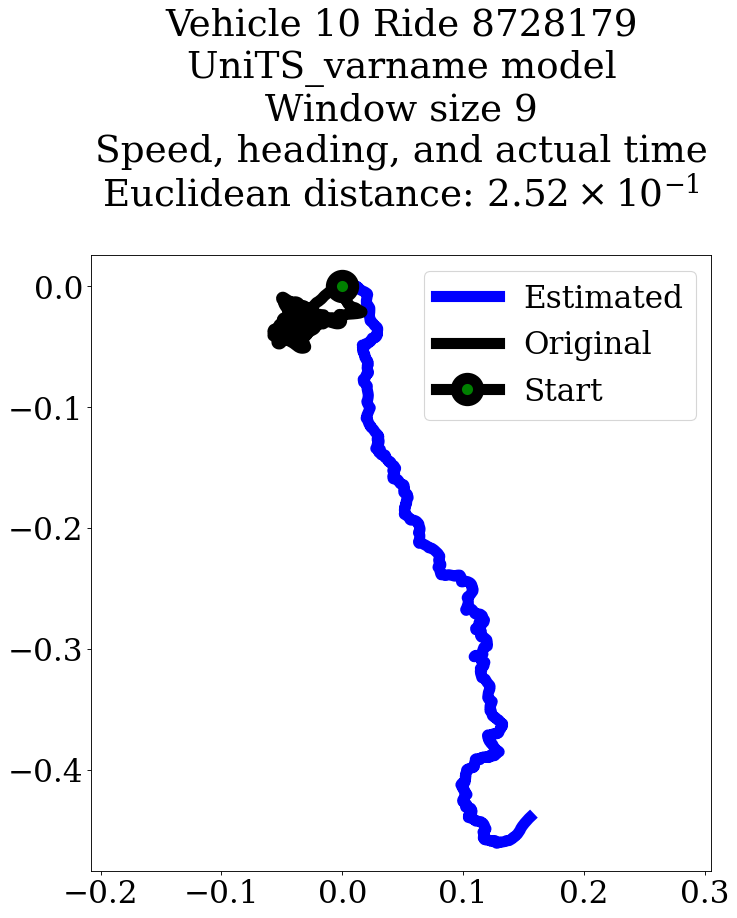 Vehicle 10 Ride 8728179
UniTS_varname model
Window size 9
Speed, heading, and actual time
Euclidean distance: 2.52 × 10⁻¹
Estimated
Original
Start
0.0
−0.1
−0.2
−0.3
−0.4
−0.2 −0.1 0.0 0.1 0.2 0.3